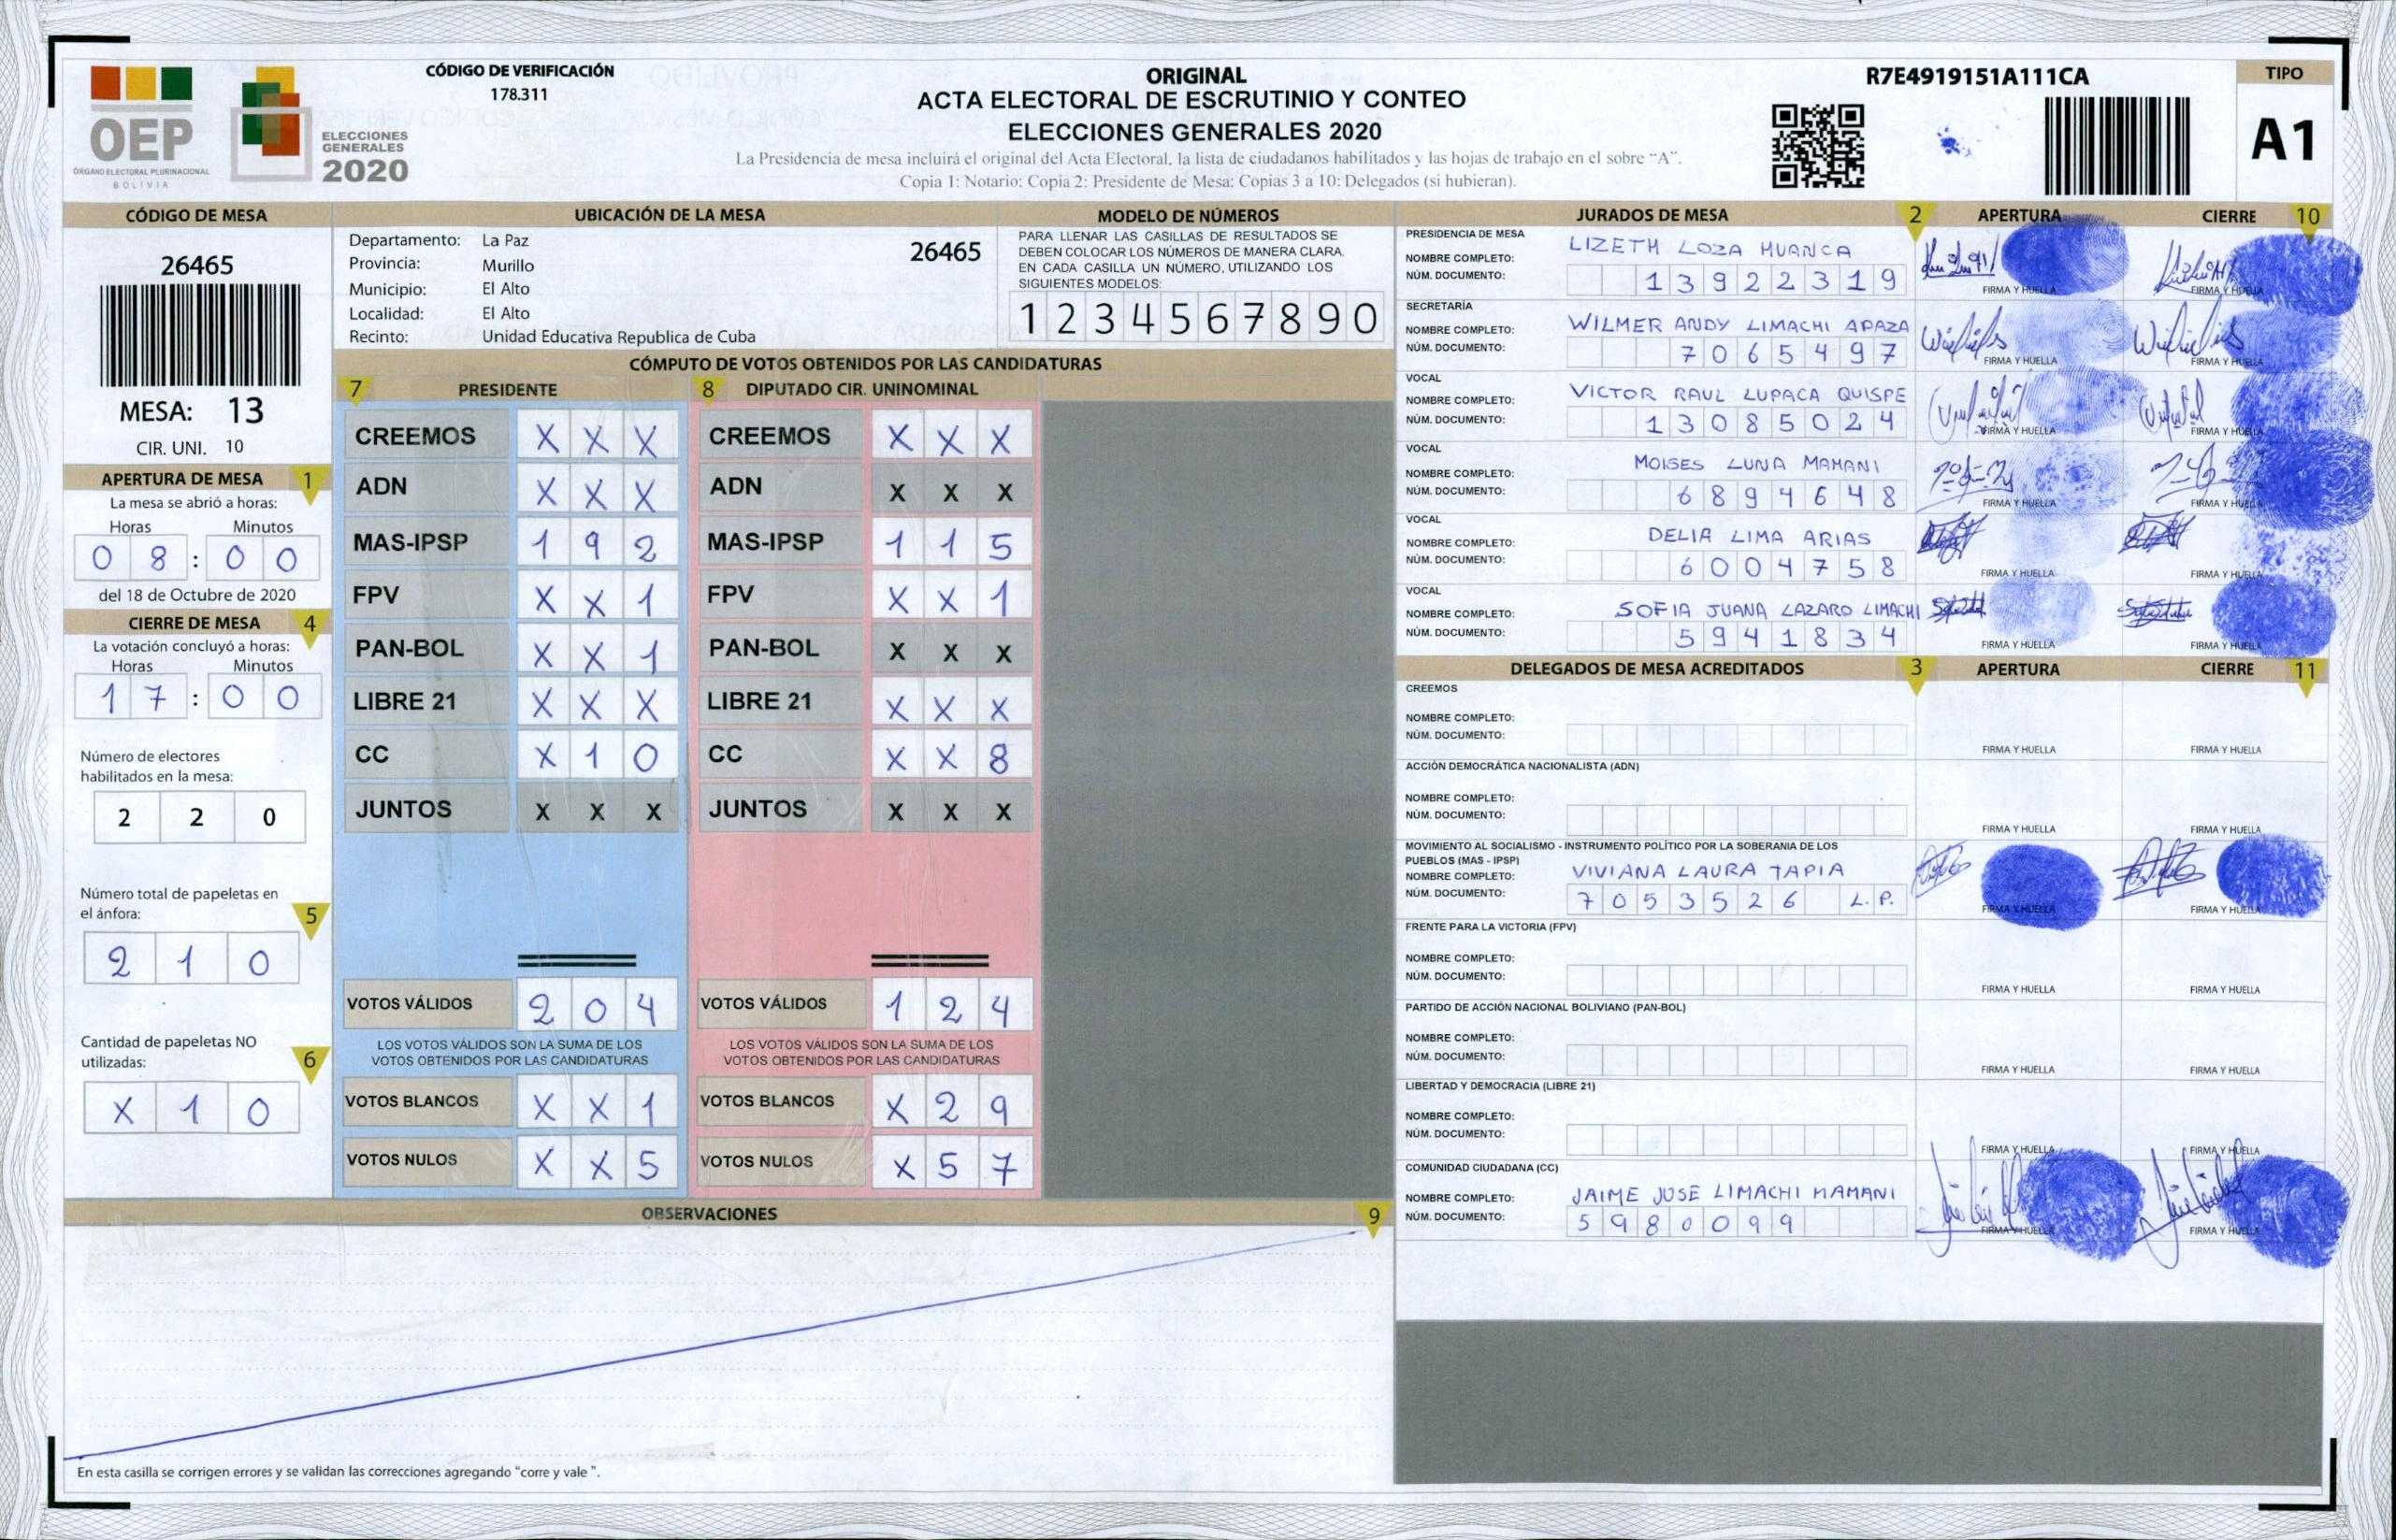 OEP
ÓRGANO ELECTORAL PLURINACIONAL
BOLIVIA
ELECCIONES
GENERALES
2020
CÓDIGO DE VERIFICACIÓN
178.311
ORIGINAL
ACTA ELECTORAL DE ESCRUTINIO Y CONTEO
ELECCIONES GENERALES 2020
La Presidencia de mesa incluirá el original del Acta Electoral, la lista de ciudadanos habilitados y las hojas de trabajo en el sobre "A".
Copia 1: Notario; Copia 2: Presidente de Mesa; Copias 3 a 10: Delegados (si hubieran).
R7E4919151A111CA
TIPO
A1
CÓDIGO DE MESA
26465
MESA: 13
CIR. UNI. 10
APERTURA DE MESA 1
La mesa se abrió a horas:
Horas Minutos
0 8 : 0 0
del 18 de Octubre de 2020
CIERRE DE MESA 4
La votación concluyó a horas:
Horas Minutos
1 7 : 0 0
Número de electores
habilitados en la mesa:
2 2 0
Número total de papeletas en
el ánfora: 5
2 1 0
Cantidad de papeletas NO
utilizadas: 6
X 1 0
UBICACIÓN DE LA MESA
Departamento: La Paz 26465
Provincia: Murillo
Municipio: El Alto
Localidad: El Alto
Recinto: Unidad Educativa Republica de Cuba
MODELO DE NÚMEROS
PARA LLENAR LAS CASILLAS DE RESULTADOS SE
DEBEN COLOCAR LOS NÚMEROS DE MANERA CLARA.
EN CADA CASILLA UN NÚMERO, UTILIZANDO LOS
SIGUIENTES MODELOS:
1 2 3 4 5 6 7 8 9 0
CÓMPUTO DE VOTOS OBTENIDOS POR LAS CANDIDATURAS
7 PRESIDENTE
CREEMOS X X X
ADN X X X
MAS-IPSP 1 9 2
FPV X X 1
PAN-BOL X X 1
LIBRE 21 X X X
CC X 1 0
JUNTOS X X X
VOTOS VÁLIDOS 2 0 4
LOS VOTOS VÁLIDOS SON LA SUMA DE LOS
VOTOS OBTENIDOS POR LAS CANDIDATURAS
VOTOS BLANCOS X X 1
VOTOS NULOS X X 5
8 DIPUTADO CIR. UNINOMINAL
CREEMOS X X X
ADN X X X
MAS-IPSP 1 1 5
FPV X X 1
PAN-BOL X X X
LIBRE 21 X X X
CC X X 8
JUNTOS X X X
VOTOS VÁLIDOS 1 2 4
LOS VOTOS VÁLIDOS SON LA SUMA DE LOS
VOTOS OBTENIDOS POR LAS CANDIDATURAS
VOTOS BLANCOS X 2 9
VOTOS NULOS X 5 7
OBSERVACIONES 9
En esta casilla se corrigen errores y se validan las correcciones agregando "corre y vale ".
JURADOS DE MESA 2 APERTURA CIERRE 10
PRESIDENCIA DE MESA
NOMBRE COMPLETO: LIZETH LOZA HUANCA
NÚM. DOCUMENTO: 1 3 9 2 2 3 1 9
FIRMA Y HUELLA FIRMA Y HUELLA
SECRETARÍA
NOMBRE COMPLETO: WILMER ANDY LIMACHI APAZA
NÚM. DOCUMENTO: 7 0 6 5 4 9 7
FIRMA Y HUELLA FIRMA Y HUELLA
VOCAL
NOMBRE COMPLETO: VICTOR RAUL LUPACA QUISPE
NÚM. DOCUMENTO: 1 3 0 8 5 0 2 4
FIRMA Y HUELLA FIRMA Y HUELLA
VOCAL
NOMBRE COMPLETO: MOISES LUNA MAMANI
NÚM. DOCUMENTO: 6 8 9 4 6 4 8
FIRMA Y HUELLA FIRMA Y HUELLA
VOCAL
NOMBRE COMPLETO: DELIA LIMA ARIAS
NÚM. DOCUMENTO: 6 0 0 4 7 5 8
FIRMA Y HUELLA FIRMA Y HUELLA
VOCAL
NOMBRE COMPLETO: SOFIA JUANA LAZARO LIMACHI
NÚM. DOCUMENTO: 5 9 4 1 8 3 4
FIRMA Y HUELLA FIRMA Y HUELLA
DELEGADOS DE MESA ACREDITADOS 3 APERTURA CIERRE 11
CREEMOS
NOMBRE COMPLETO:
NÚM. DOCUMENTO:
FIRMA Y HUELLA FIRMA Y HUELLA
ACCIÓN DEMOCRÁTICA NACIONALISTA (ADN)
NOMBRE COMPLETO:
NÚM. DOCUMENTO:
FIRMA Y HUELLA FIRMA Y HUELLA
MOVIMIENTO AL SOCIALISMO - INSTRUMENTO POLÍTICO POR LA SOBERANIA DE LOS
PUEBLOS (MAS - IPSP)
NOMBRE COMPLETO: VIVIANA LAURA TAPIA
NÚM. DOCUMENTO: 7 0 5 3 5 2 6 L. P.
FIRMA Y HUELLA FIRMA Y HUELLA
FRENTE PARA LA VICTORIA (FPV)
NOMBRE COMPLETO:
NÚM. DOCUMENTO:
FIRMA Y HUELLA FIRMA Y HUELLA
PARTIDO DE ACCIÓN NACIONAL BOLIVIANO (PAN-BOL)
NOMBRE COMPLETO:
NÚM. DOCUMENTO:
FIRMA Y HUELLA FIRMA Y HUELLA
LIBERTAD Y DEMOCRACIA (LIBRE 21)
NOMBRE COMPLETO:
NÚM. DOCUMENTO:
FIRMA Y HUELLA FIRMA Y HUELLA
COMUNIDAD CIUDADANA (CC)
NOMBRE COMPLETO: JAIME JOSE LIMACHI MAMANI
NÚM. DOCUMENTO: 5 9 8 0 0 9 9
FIRMA Y HUELLA FIRMA Y HUELLA